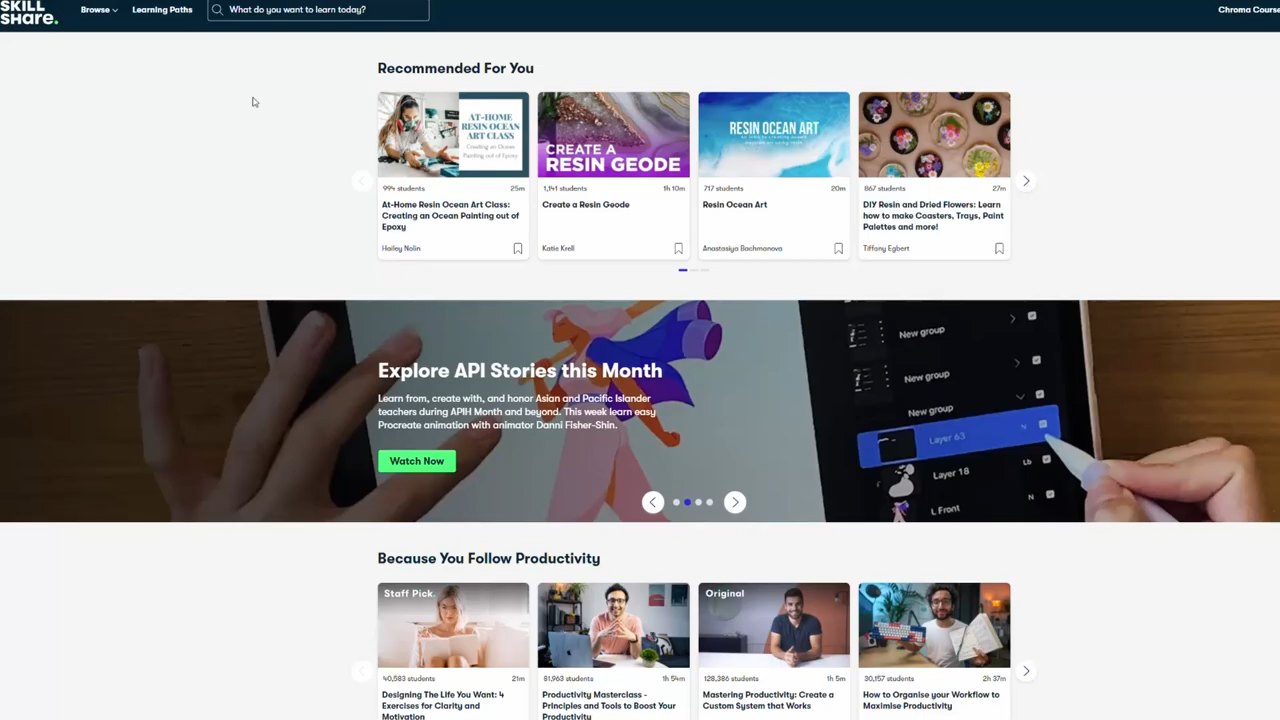 SKILL
SHare.
Browse
Learning Paths
What do you want to learn today?
Chroma Course
Recommended For You
AT-HOME
RESIN OCEAN
ART CLASS
Creating an Ocean
Painting out of Epoxy
CREATE A
RESIN GEODE
RESIN OCEAN ART
994 students
25m
At-Home Resin Ocean Art Class:
Creating an Ocean Painting out of
Epoxy
Hailey Nolin
1,141 students
1h 10m
Create a Resin Geode
Katie Krell
717 students
20m
Resin Ocean Art
Anastasiya Bachmanova
867 students
27m
DIY Resin and Dried Flowers: Learn
how to make Coasters, Trays, Paint
Palettes and more!
Tiffany Egbert
Explore API Stories this Month
Learn from, create with, and honor Asian and Pacific Islander
teachers during APIH Month and beyond. This week learn easy
Procreate animation with animator Danni Fisher-Shin.
Watch Now
New group
New group
New group
Layer 63
N
Layer 18
Lb
L Front
N
Because You Follow Productivity
Staff Pick.
Original
40,583 students
21m
Designing The Life You Want: 4
Exercises for Clarity and
Motivation
81,963 students
1h 54m
Productivity Masterclass -
Principles and Tools to Boost Your
Productivity
128,386 students
1h 5m
Mastering Productivity: Create a
Custom System that Works
30,157 students
2h 37m
How to Organise your Workflow to
Maximise Productivity